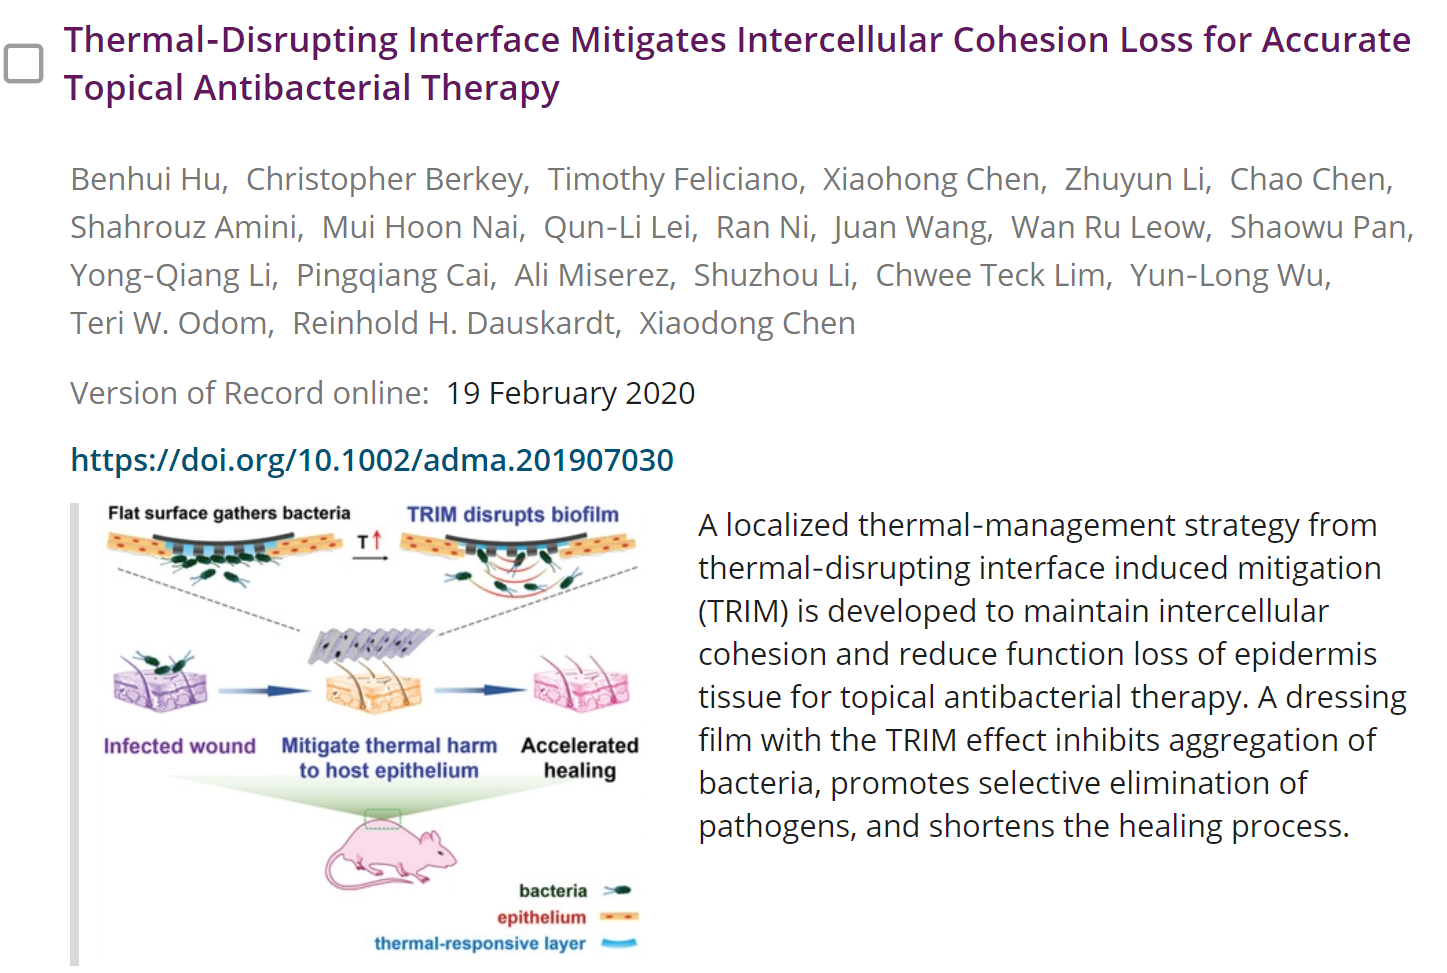 Thermal-Disrupting Interface Mitigates Intercellular Cohesion Loss for Accurate
Topical Antibacterial Therapy
Benhui Hu, Christopher Berkey, Timothy Feliciano, Xiaohong Chen, Zhuyun Li, Chao Chen,
Shahrouz Amini, Mui Hoon Nai, Qun-Li Lei, Ran Ni, Juan Wang, Wan Ru Leow, Shaowu Pan,
Yong-Qiang Li, Pingqiang Cai, Ali Miserez, Shuzhou Li, Chwee Teck Lim, Yun-Long Wu,
Teri W. Odom, Reinhold H. Dauskardt, Xiaodong Chen
Version of Record online: 19 February 2020
https://doi.org/10.1002/adma.201907030
Flat surface gathers bacteria
T↑
TRIM disrupts biofilm
Infected wound
Mitigate thermal harm
to host epithelium
Accelerated
healing
bacteria
epithelium
thermal-responsive layer
A localized thermal-management strategy from
thermal-disrupting interface induced mitigation
(TRIM) is developed to maintain intercellular
cohesion and reduce function loss of epidermis
tissue for topical antibacterial therapy. A dressing
film with the TRIM effect inhibits aggregation of
bacteria, promotes selective elimination of
pathogens, and shortens the healing process.